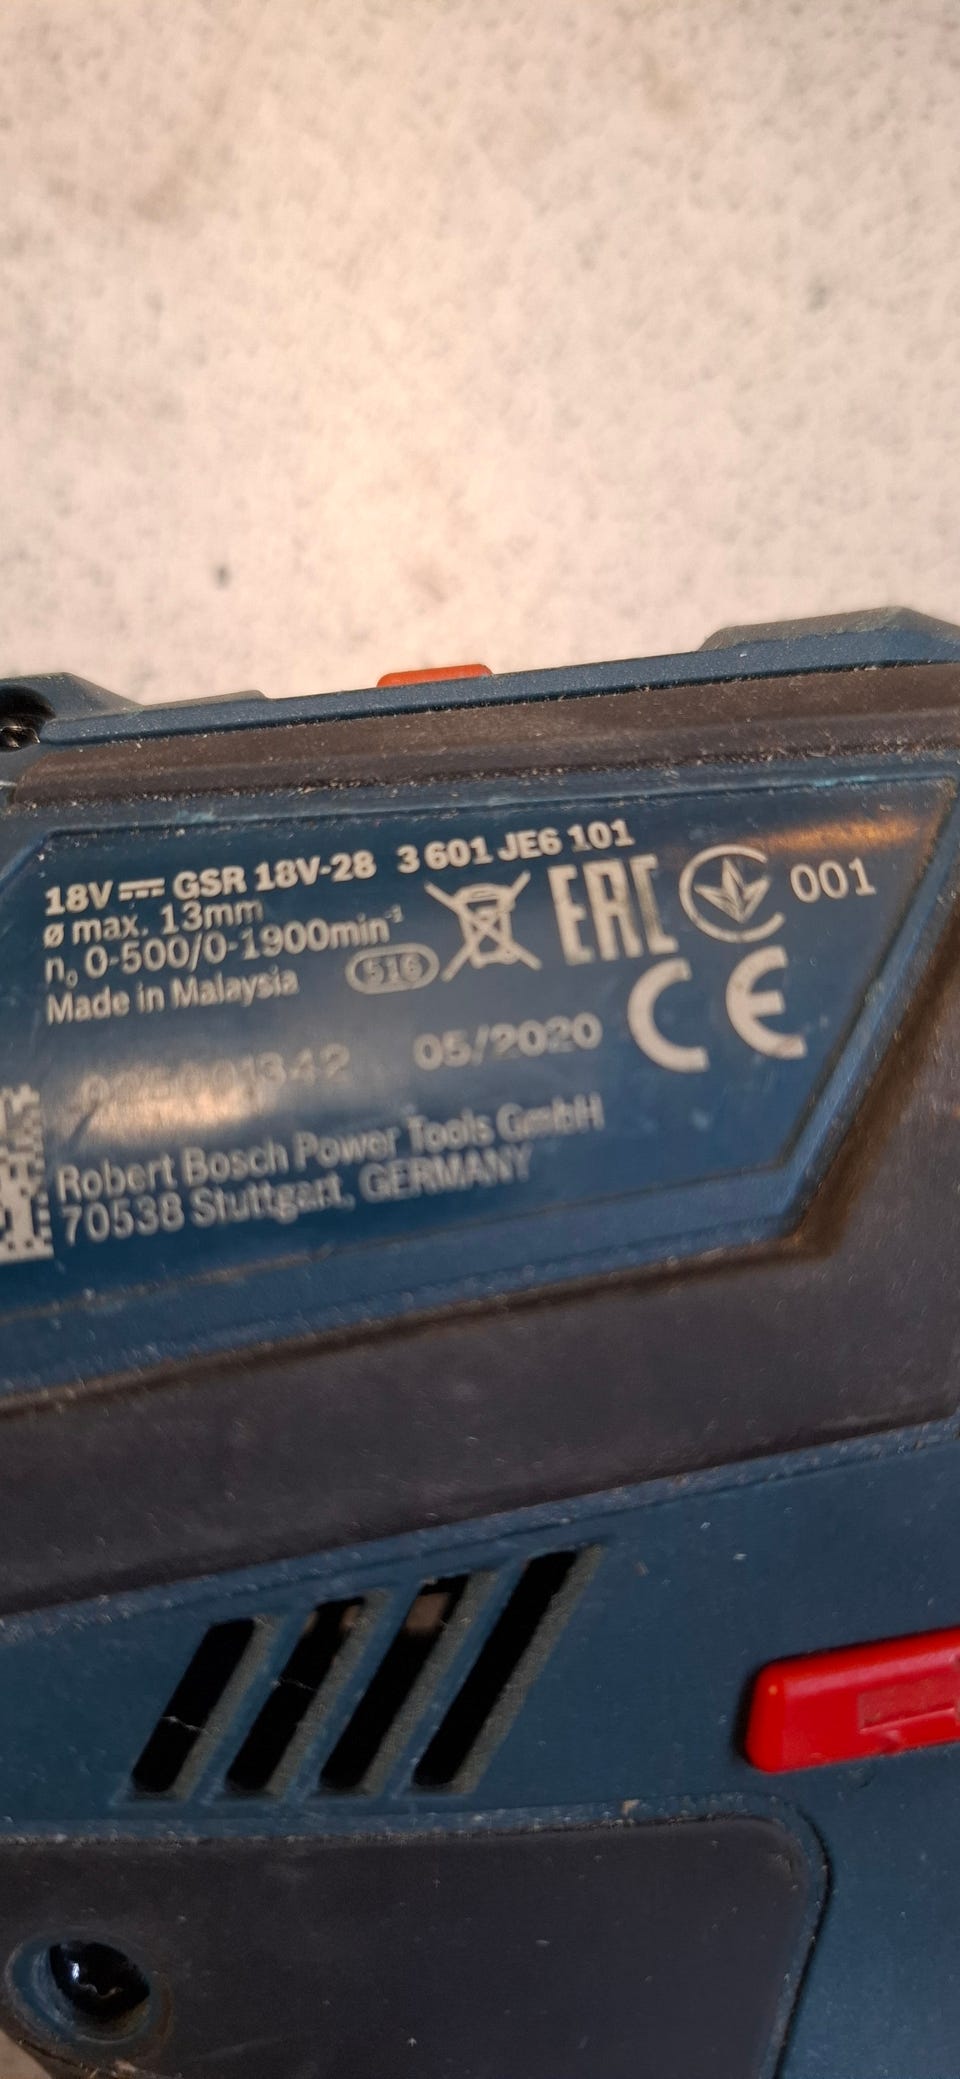 18V⎓ GSR 18V-28 3 601 JE6 101
ø max. 13mm
n₀ 0-500/0-1900min⁻¹
Made in Malaysia
516
EAC
001
05/2020
CE
Robert Bosch Power Tools GmbH
70538 Stuttgart, GERMANY